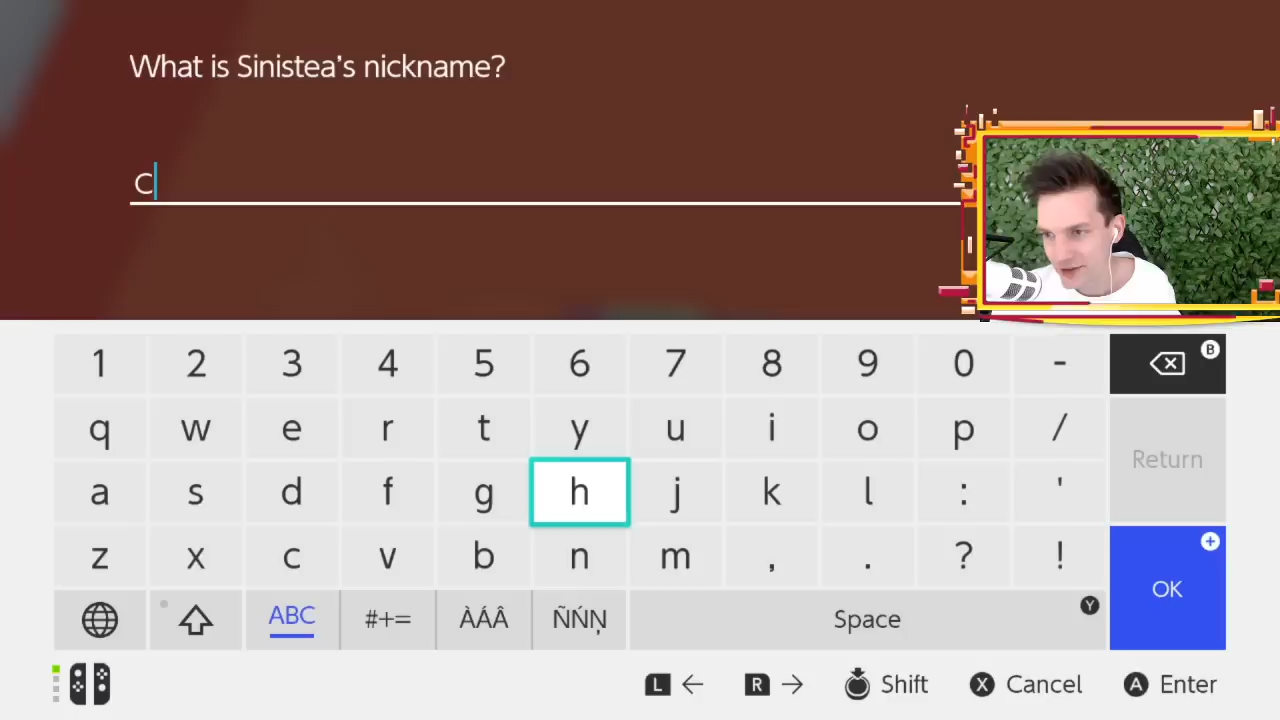 What is Sinistea's nickname?
C
1 2 3 4 5 6 7 8 9 0 - B
q w e r t y u i o p / Return
a s d f g h j k l : '
z x c v b n m , . ? ! + OK
ABC #+= ÀÁÂ ÑŃŅ Space Y
L ← R → Shift X Cancel A Enter